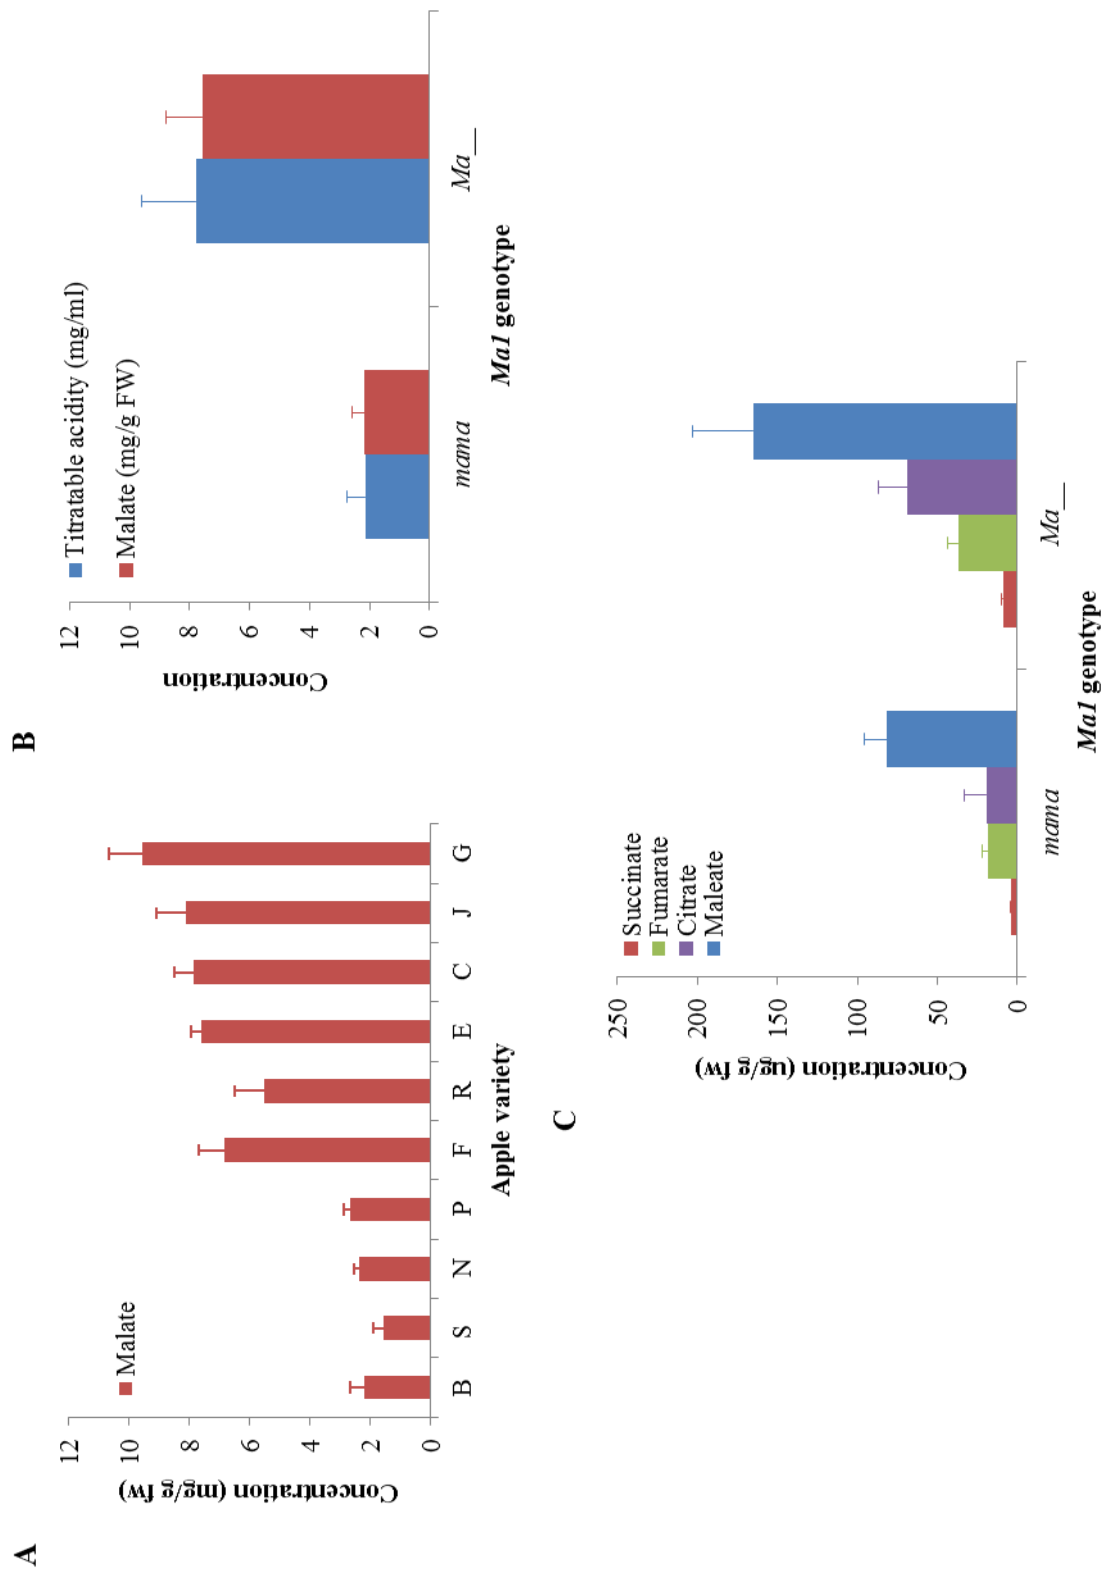 A
Concentration (mg/g fw)
12
10
8
6
4
2
0
Malate
B S N P F R E C J G
Apple variety
B
Concentration
12
10
8
6
4
2
0
Titratable acidity (mg/ml)
Malate (mg/g FW)
mama Ma__
Ma1 genotype
C
Concentration (ug/g fw)
250
200
150
100
50
0
Succinate
Fumarate
Citrate
Maleate
mama Ma__
Ma1 genotype